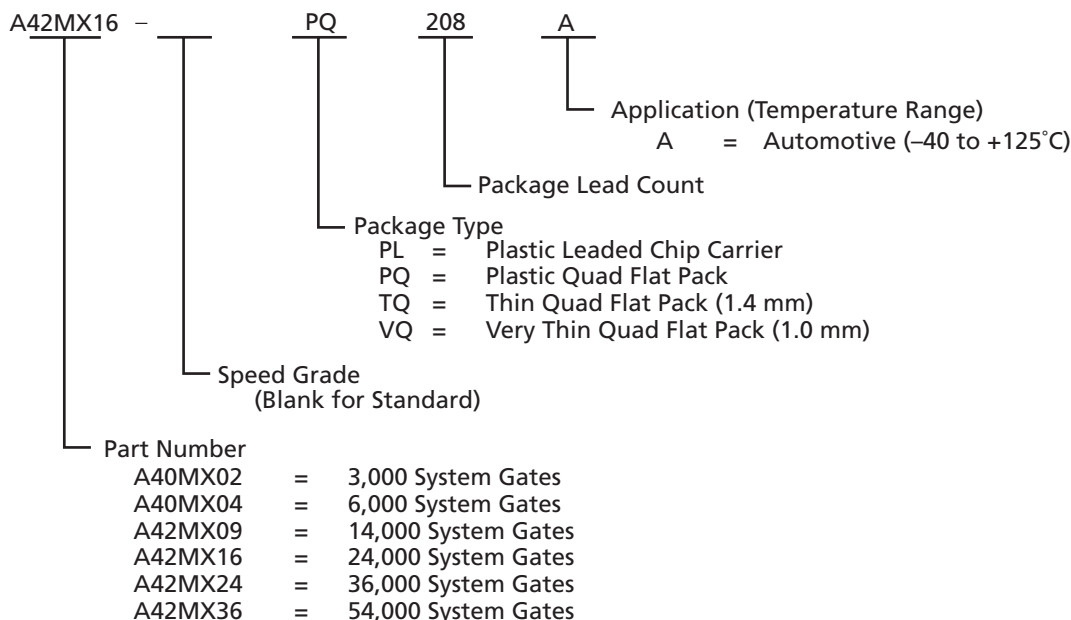 A42MX16 – PQ 208 A
Application (Temperature Range)
A = Automotive (–40 to +125˚C)
Package Lead Count
Package Type
PL = Plastic Leaded Chip Carrier
PQ = Plastic Quad Flat Pack
TQ = Thin Quad Flat Pack (1.4 mm)
VQ = Very Thin Quad Flat Pack (1.0 mm)
Speed Grade
(Blank for Standard)
Part Number
A40MX02 = 3,000 System Gates
A40MX04 = 6,000 System Gates
A42MX09 = 14,000 System Gates
A42MX16 = 24,000 System Gates
A42MX24 = 36,000 System Gates
A42MX36 = 54,000 System Gates